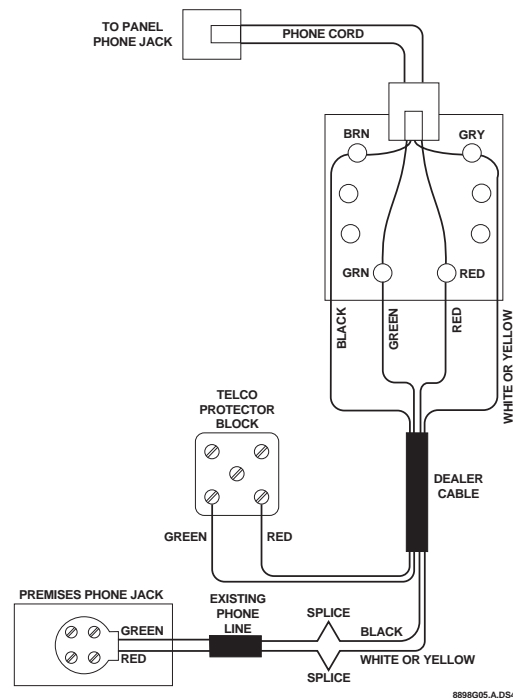 TO PANEL
PHONE JACK
PHONE CORD
BRN
GRY
GRN
RED
BLACK
GREEN
RED
WHITE OR YELLOW
TELCO
PROTECTOR
BLOCK
DEALER
CABLE
GREEN
RED
PREMISES PHONE JACK
EXISTING
PHONE
LINE
SPLICE
GREEN
BLACK
RED
WHITE OR YELLOW
SPLICE